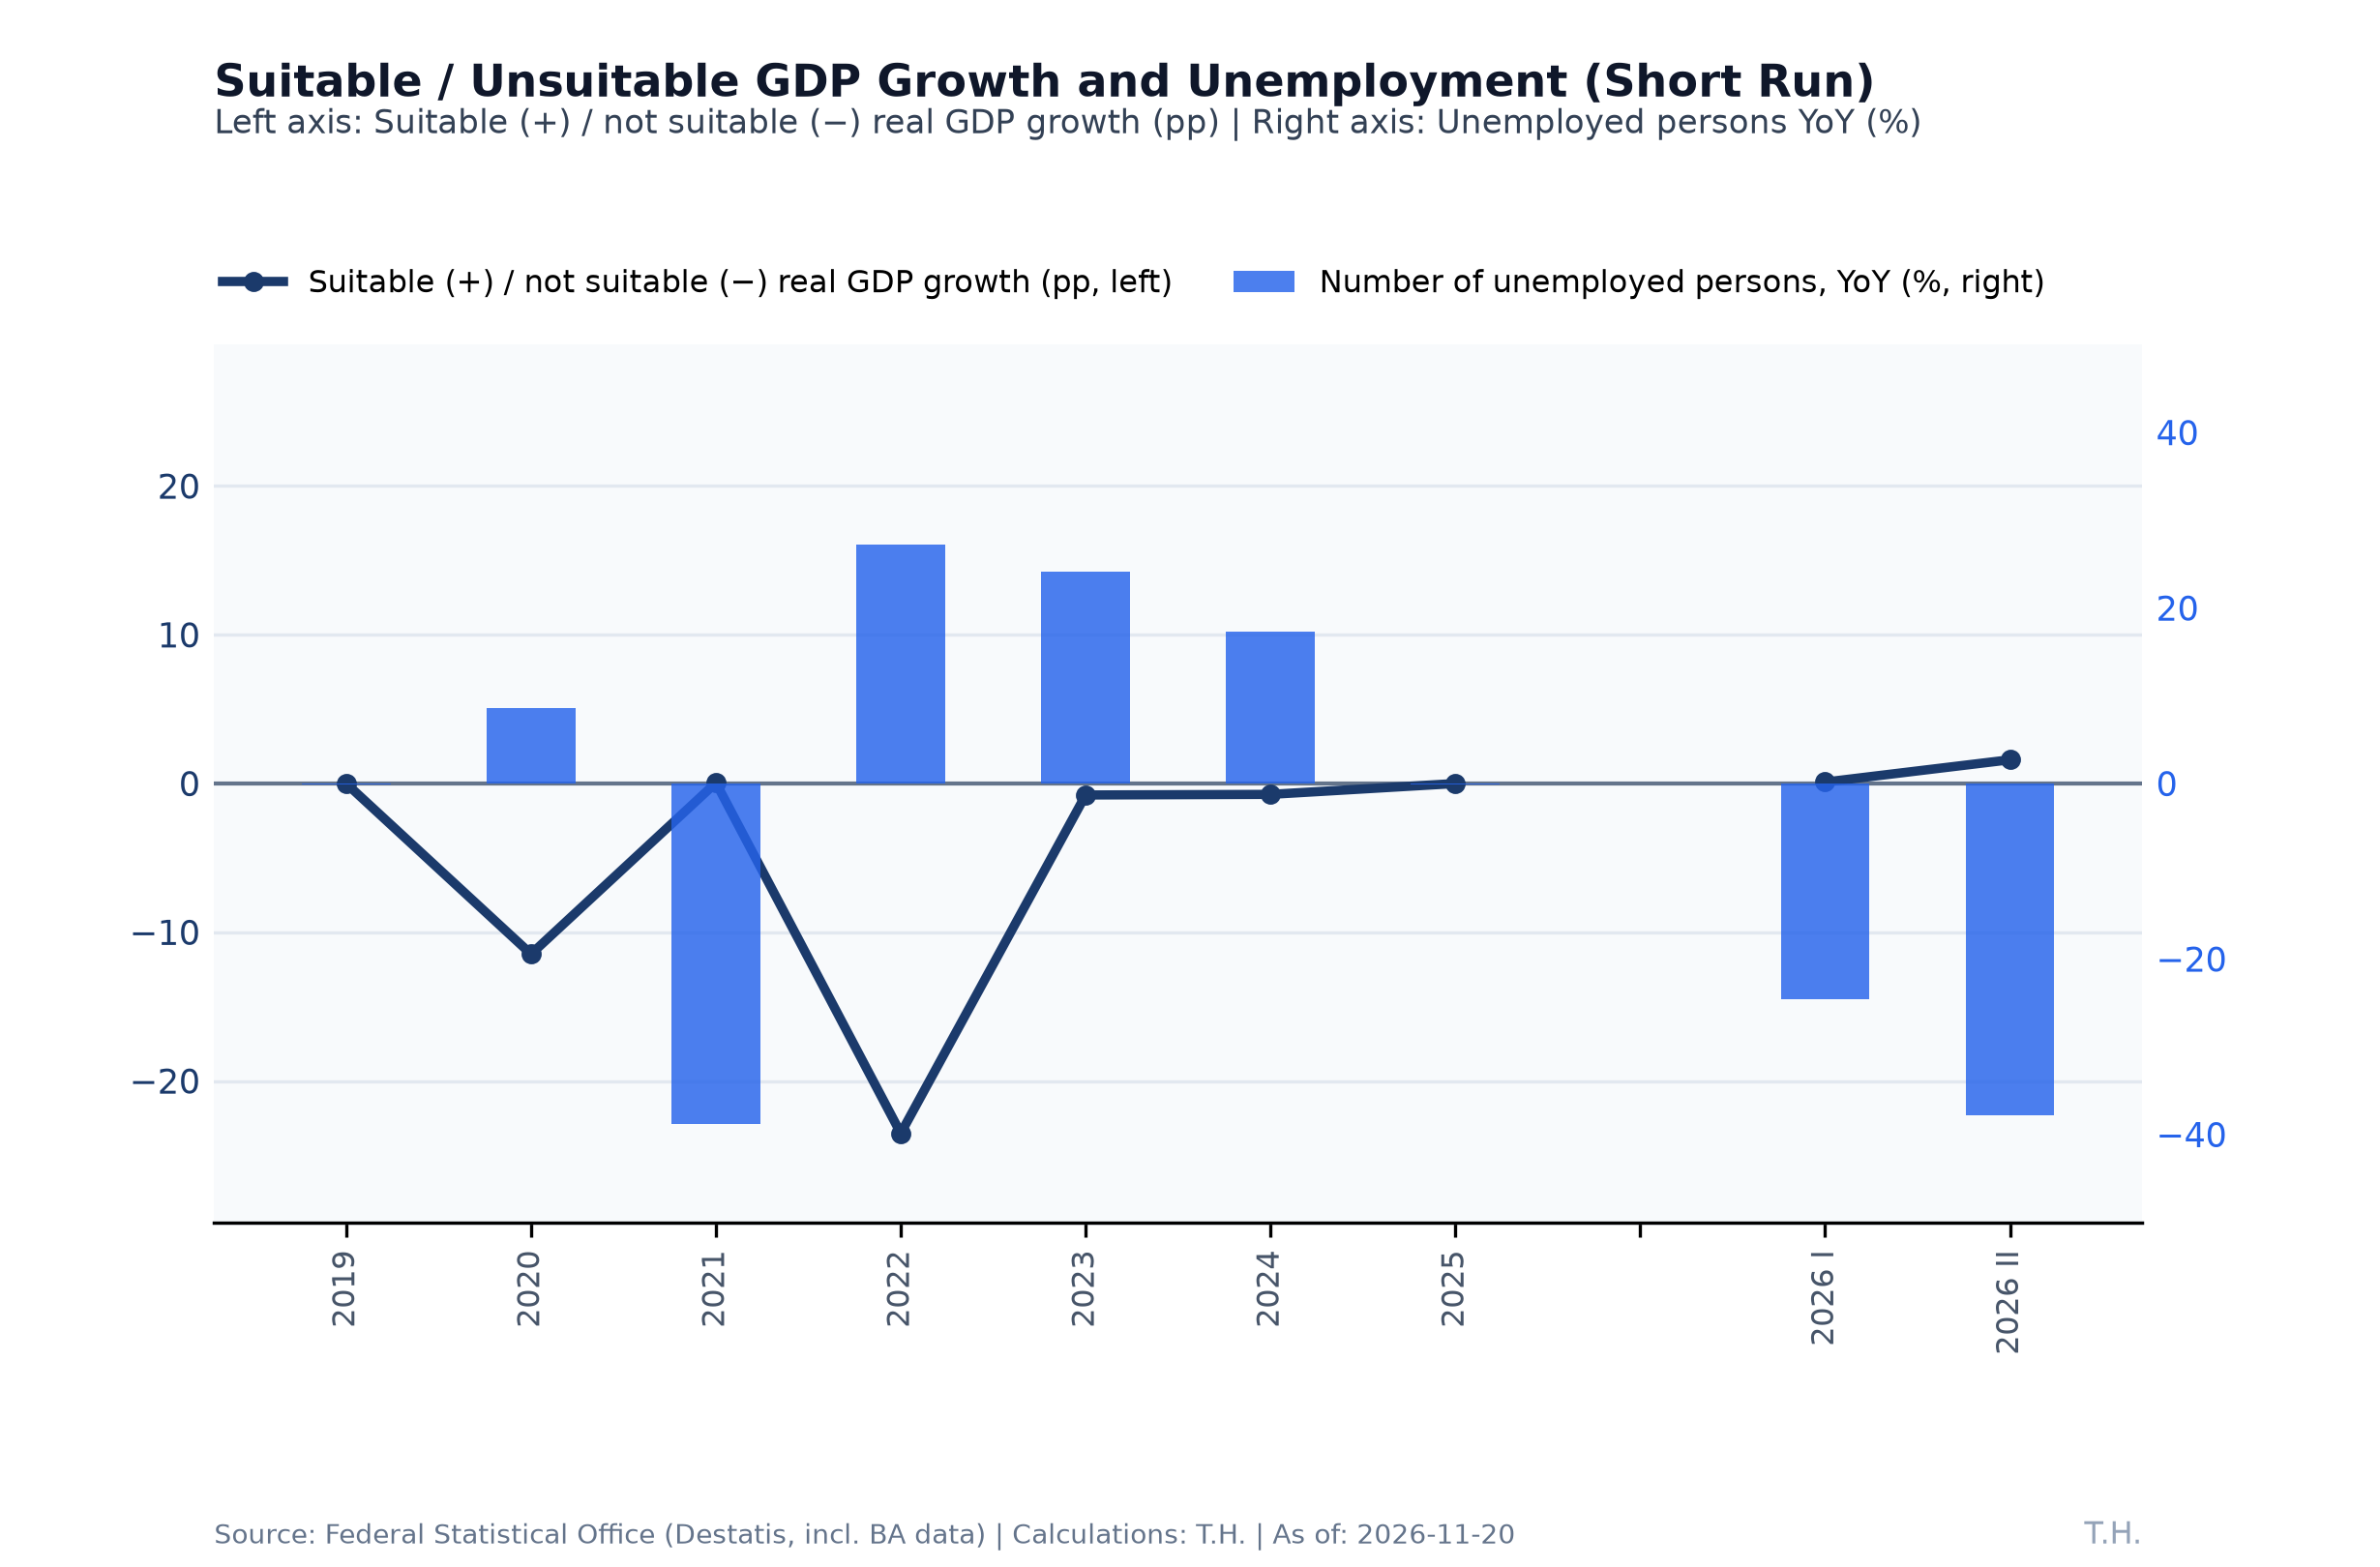 Suitable / Unsuitable GDP Growth and Unemployment (Short Run)
Left axis: Suitable (+) / not suitable (−) real GDP growth (pp) | Right axis: Unemployed persons YoY (%)
Suitable (+) / not suitable (−) real GDP growth (pp, left)
Number of unemployed persons, YoY (%, right)
20
10
0
−10
−20
40
20
0
−20
−40
2019
2020
2021
2022
2023
2024
2025
2026 I
2026 II
Source: Federal Statistical Office (Destatis, incl. BA data) | Calculations: T.H. | As of: 2026-11-20
T.H.